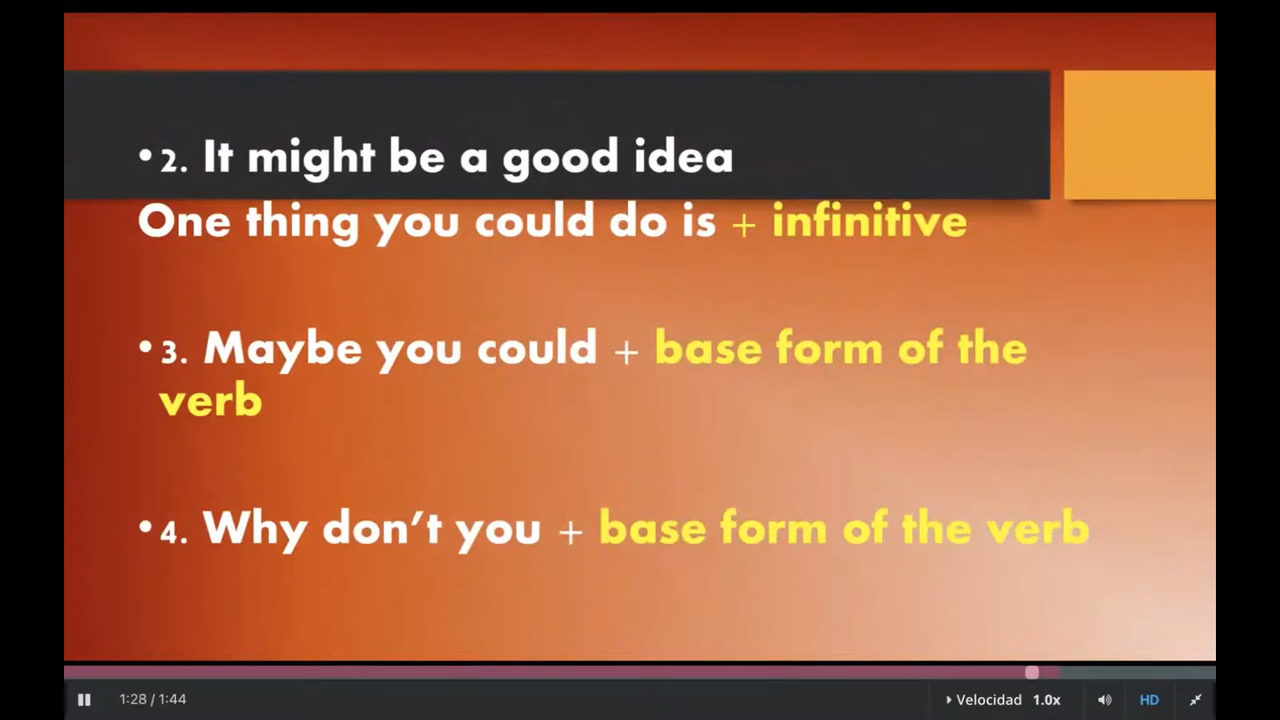 • 2. It might be a good idea
One thing you could do is + infinitive
• 3. Maybe you could + base form of the
verb
• 4. Why don’t you + base form of the verb
1:28 / 1:44
Velocidad 1.0x
HD